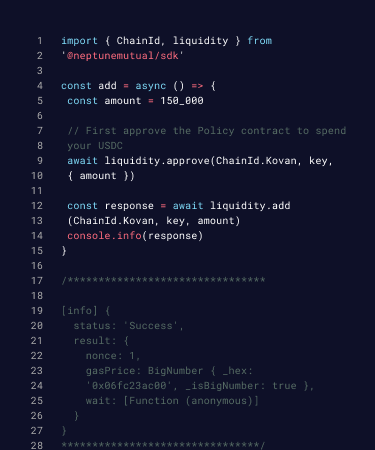 1 import { ChainId, liquidity } from
2 '@neptunemutual/sdk'
3
4 const add = async () => {
5 const amount = 150_000
6
7 // First approve the Policy contract to spend
8 your USDC
9 await liquidity.approve(ChainId.Kovan, key,
10 { amount })
11
12 const response = await liquidity.add
13 (ChainId.Kovan, key, amount)
14 console.info(response)
15 }
16
17 /********************************
18
19 [info] {
20 status: 'Success',
21 result: {
22 nonce: 1,
23 gasPrice: BigNumber { _hex:
24 '0x06fc23ac00', _isBigNumber: true },
25 wait: [Function (anonymous)]
26 }
27 }
28 ********************************/